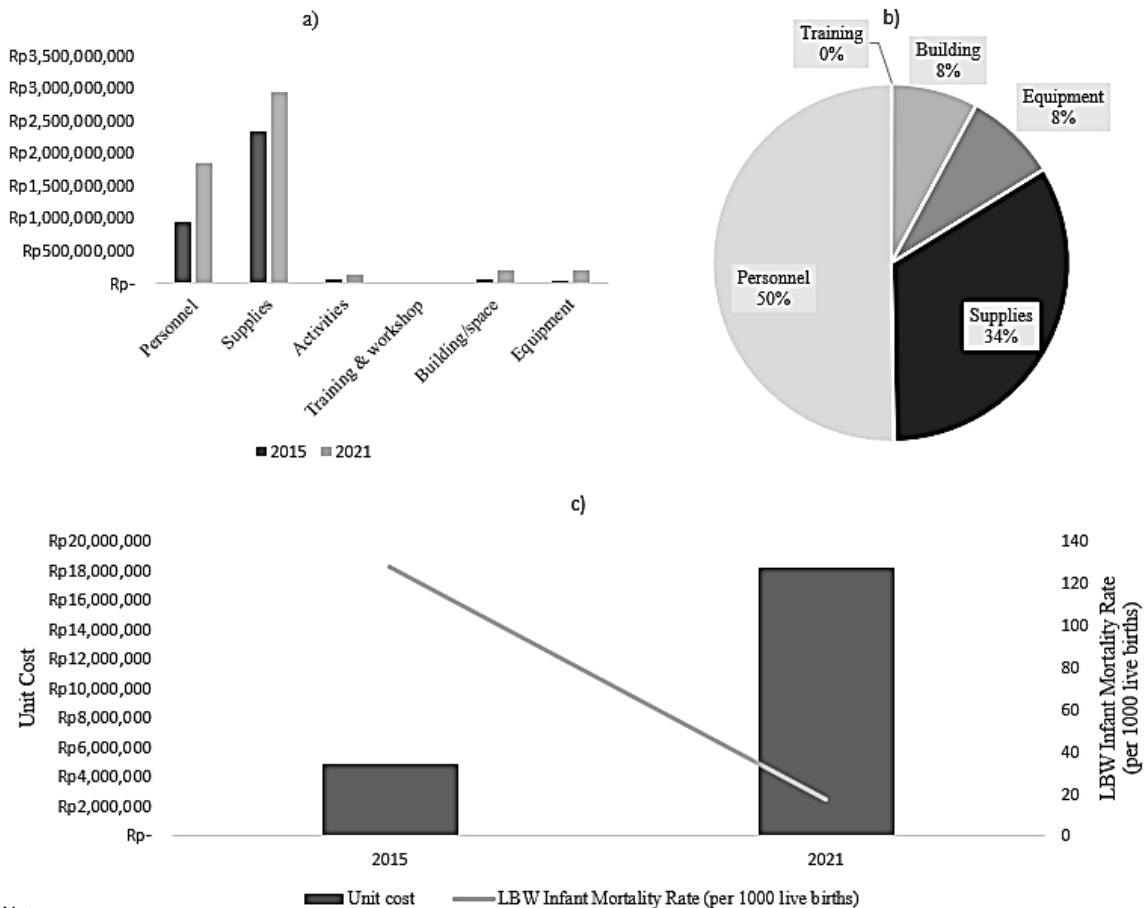 a)
Rp3,500,000,000
Rp3,000,000,000
Rp2,500,000,000
Rp2,000,000,000
Rp1,500,000,000
Rp1,000,000,000
Rp500,000,000
Rp-
Personnel
Supplies
Activities
Training & workshop
Building/space
Equipment
2015 2021
b)
Training
0%
Building
8%
Equipment
8%
Personnel
50%
Supplies
34%
c)
Unit Cost
Rp20,000,000
Rp18,000,000
Rp16,000,000
Rp14,000,000
Rp12,000,000
Rp10,000,000
Rp8,000,000
Rp6,000,000
Rp4,000,000
Rp2,000,000
Rp-
140
120
100
80
60
40
20
0
LBW Infant Mortality Rate
(per 1000 live births)
2015 2021
Unit cost LBW Infant Mortality Rate (per 1000 live births)